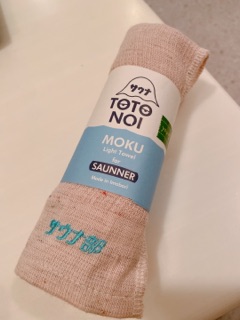 サウナ
TOTO
NOI
MOKU
Light Towel
for
SAUNNER
Made in Imabari
サウナ部